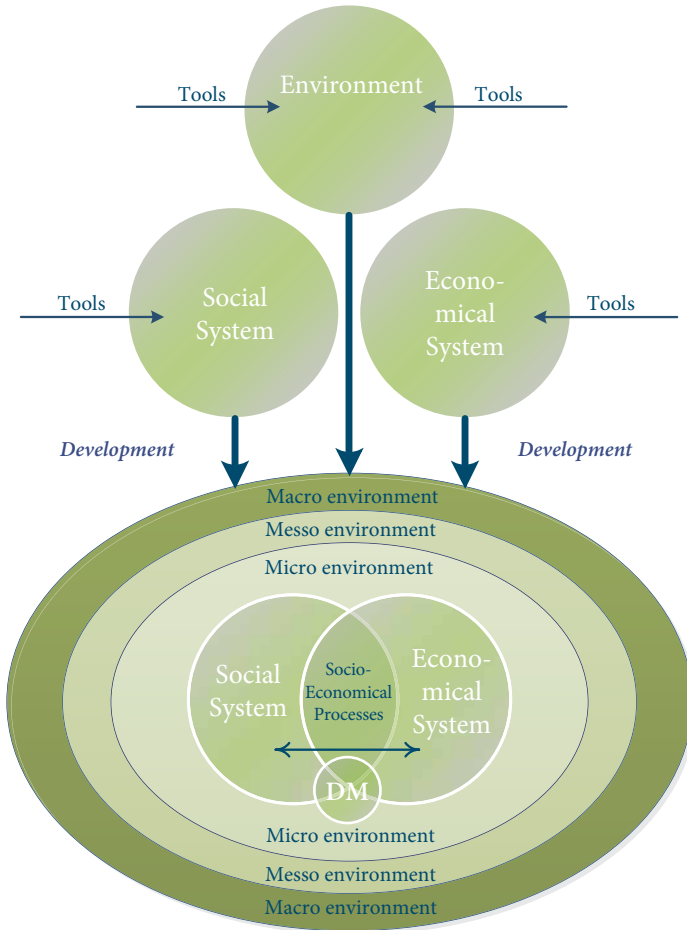 Environment
Tools
Tools
Social
System
Econo-
mical
System
Tools
Tools
Development
Development
Macro environment
Messo environment
Micro environment
Social
System
Socio-
Economical
Processes
Econo-
mical
System
DM
Micro environment
Messo environment
Macro environment